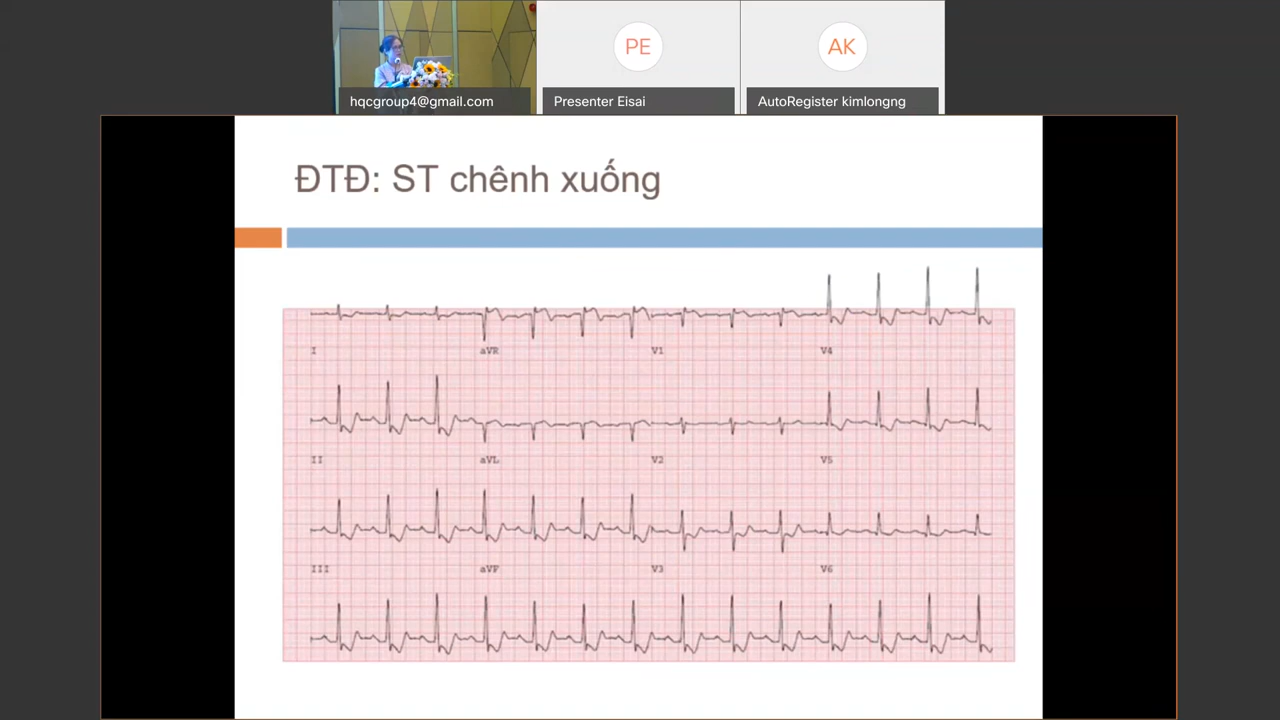 PE
AK
hqcgroup4@gmail.com
Presenter Eisai
AutoRegister kimlongng
ĐTĐ: ST chênh xuống
I
aVR
V1
V4
II
aVL
V2
V5
III
aVF
V3
V6